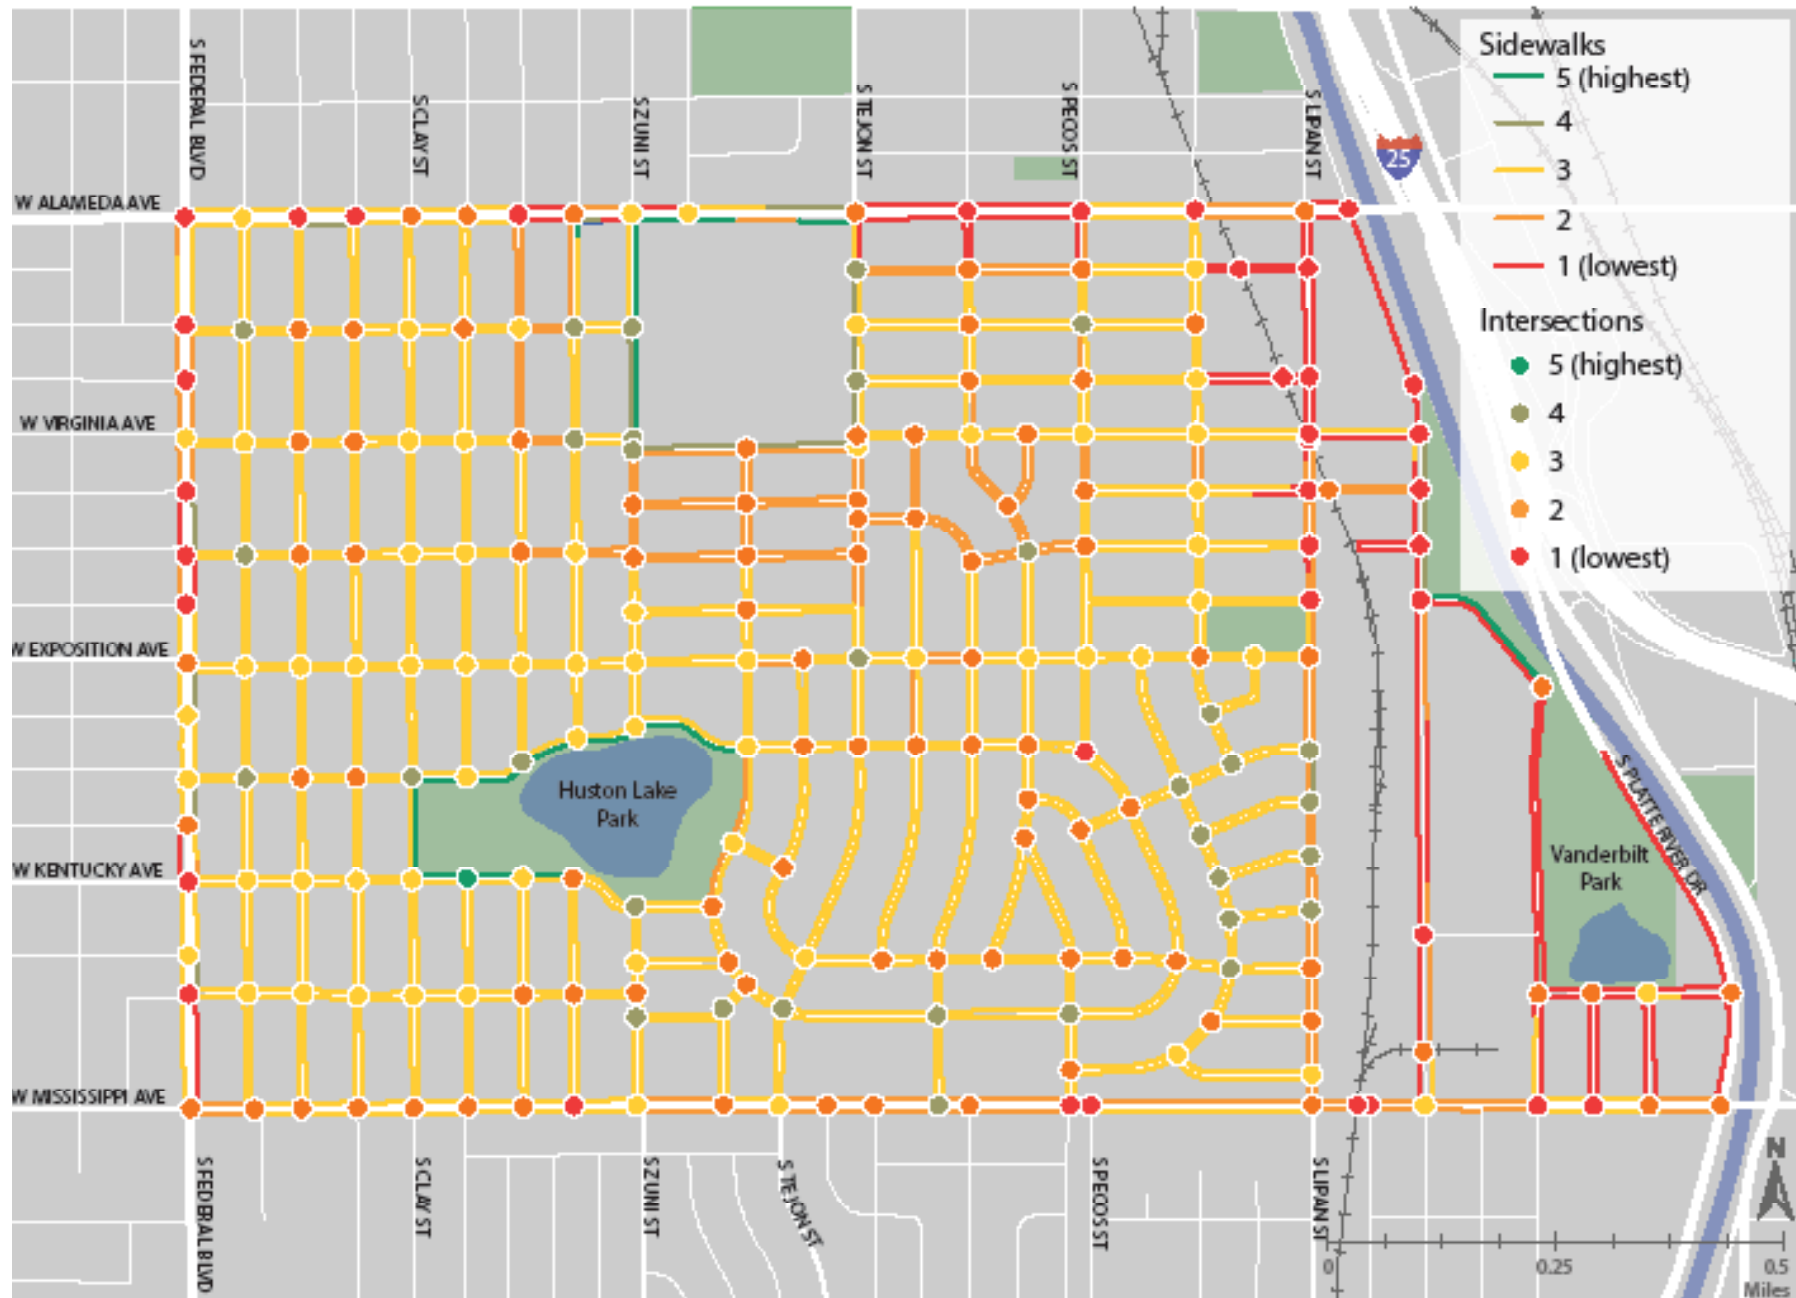 S FEDEPAL BLVD
S CLAY ST
S ZUNI ST
S TEJON ST
S PECOS ST
S LIPAN ST
25
Sidewalks
5 (highest)
4
3
2
1 (lowest)
Intersections
5 (highest)
4
3
2
1 (lowest)
W ALAMEDA AVE
W VIRGINIA AVE
W EXPOSITION AVE
W KENTUCKY AVE
W MISSISSIPPI AVE
Huston Lake
Park
S PLATTE RIVER DR
Vanderbilt
Park
S FEDERAL BLVD
S CLAY ST
S ZUNI ST
S TEJON ST
S PECOS ST
S LIPAN ST
N
0
0.25
0.5
Miles